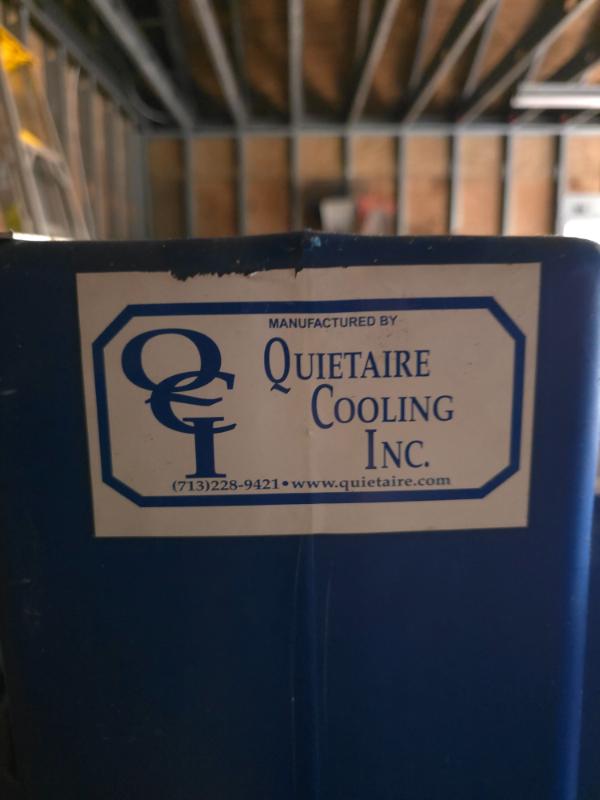 MANUFACTURED BY
QCI
QUIETAIRE
COOLING
INC.
(713)228-9421•www.quietaire.com